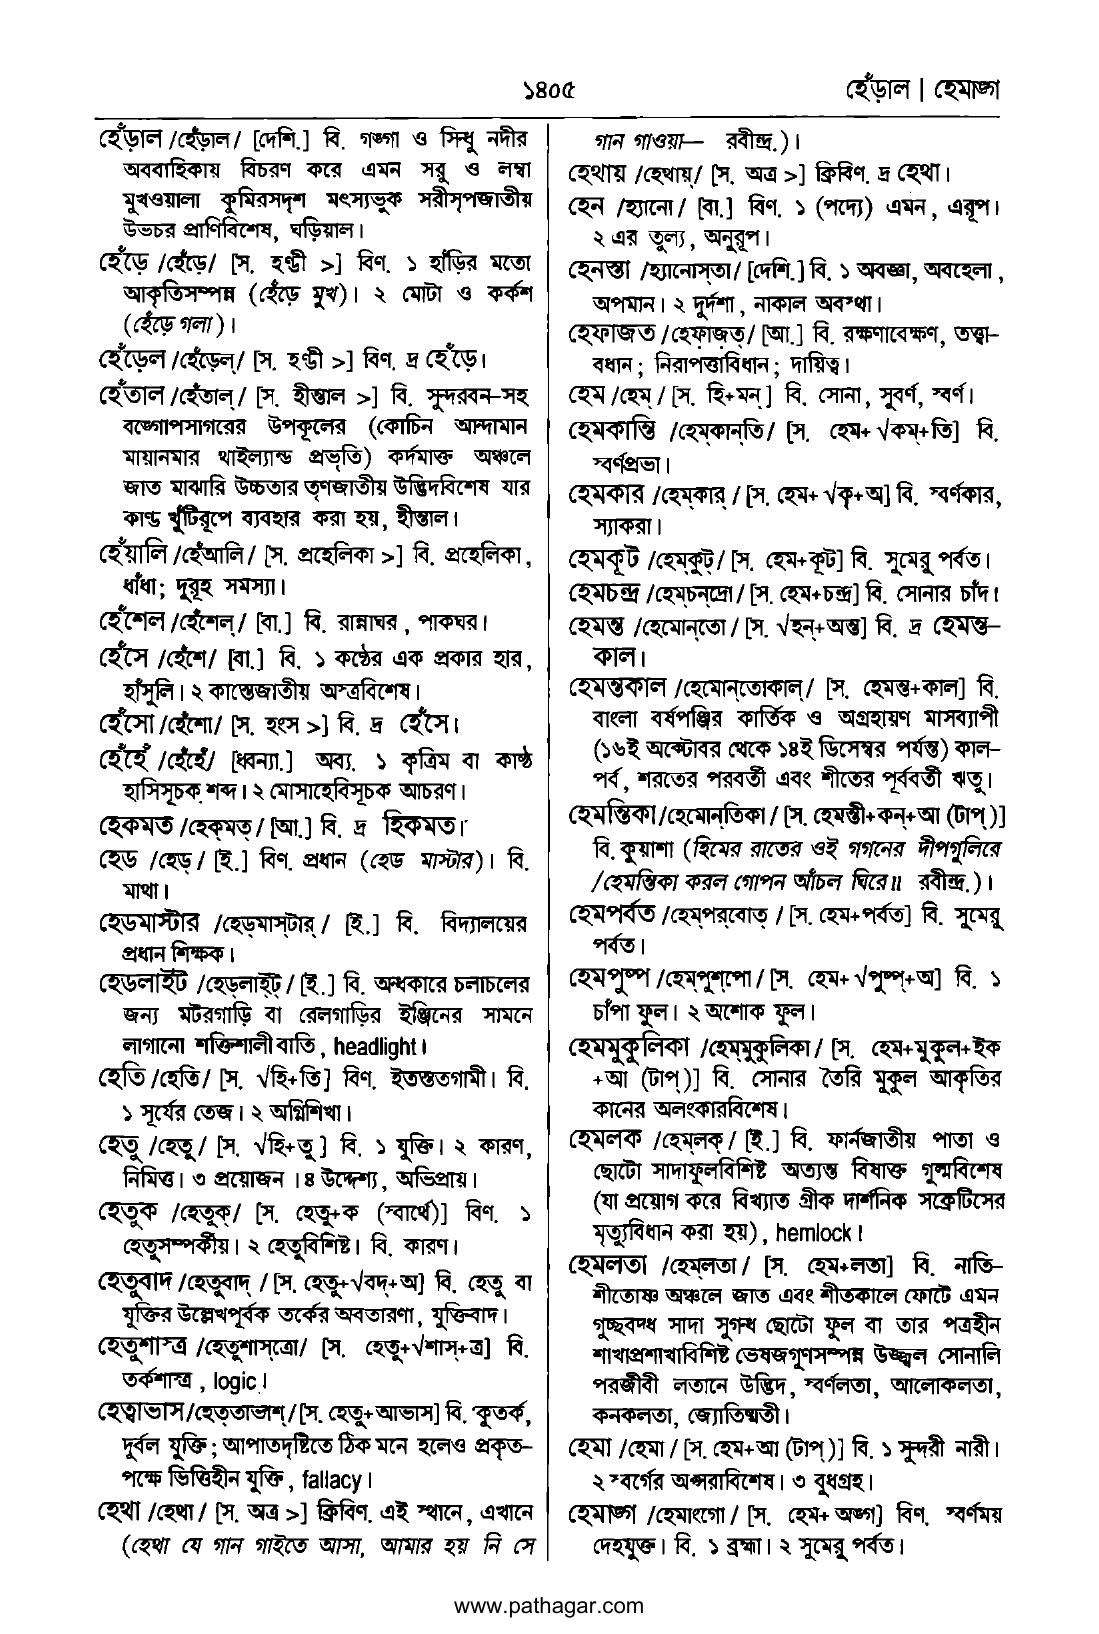 ১৪০৫
হেঁড়াল | হেমাঙ্গ
হেঁড়াল /হেঁড়াল/ [দেশি.] বি. গঙ্গা ও সিন্ধু নদীর
অববাহিকায় বিচরণ করে এমন সরু ও লম্বা
মুখওয়ালা কুমিরসদৃশ মৎস্যভুক সরীসৃপজাতীয়
উভচর প্রাণিবিশেষ, ঘড়িয়াল।
হেঁড়ে /হেঁড়ে/ [স. হণ্ডী >] বিণ. ১ হাঁড়ির মতো
আকৃতিসম্পন্ন (হেঁড়ে মুখ)। ২ মোটা ও কর্কশ
(হেঁড়ে গলা)।
হেঁড়েল /হেঁড়েল্/ [স. হণ্ডী >] বিণ. দ্র হেঁড়ে।
হেঁতাল /হেঁতাল্/ [স. হীন্তাল >] বি. সুন্দরবন-সহ
বঙ্গোপসাগরের উপকূলের (কোচিন আন্দামান
মায়ানমার থাইল্যান্ড প্রভৃতি) কর্দমাক্ত অঞ্চলে
জাত মাঝারি উচ্চতার তৃণজাতীয় উদ্ভিদবিশেষ যার
কাণ্ড খুঁটিরূপে ব্যবহার করা হয়, হীন্তাল।
হেঁয়ালি /হেঁআলি/ [স. প্রহেলিকা >] বি. প্রহেলিকা,
ধাঁধা; দুরূহ সমস্যা।
হেঁশেল /হেঁশেল্/ [বা.] বি. রান্নাঘর, পাকঘর।
হেঁসে /হেঁশে/ [বা.] বি. ১ কণ্ঠের এক প্রকার হার,
হাঁসুলি। ২ কাস্তেজাতীয় অস্ত্রবিশেষ।
হেঁসো /হেঁশো/ [স. হংস >] বি. দ্র হেঁসে।
হেঁহেঁ /হেঁহেঁ/ [ধ্বন্যা.] অব্য. ১ কৃত্রিম বা কাষ্ঠ
হাসিসূচক শব্দ। ২ মোসাহেবিসূচক আচরণ।
হেকমত /হেক্‌মত্/ [আ.] বি. দ্র হিকমত।
হেড /হেড্/ [ই.] বিণ. প্রধান (হেড মাস্টার)। বি.
মাথা।
হেডমাস্টার /হেড্‌মাস্‌টার্/ [ই.] বি. বিদ্যালয়ের
প্রধান শিক্ষক।
হেডলাইট /হেড্‌লাইট্/ [ই.] বি. অন্ধকারে চলাচলের
জন্য মটরগাড়ি বা রেলগাড়ির ইঞ্জিনের সামনে
লাগানো শক্তিশালী বাতি, headlight।
হেতি /হেতি/ [স. √হি+তি] বিণ. ইতস্ততগামী। বি.
১ সূর্যের তেজ। ২ অগ্নিশিখা।
হেতু /হেতু/ [স. √হি+তু] বি. ১ যুক্তি। ২ কারণ,
নিমিত্ত। ৩ প্রয়োজন। ৪ উদ্দেশ্য, অভিপ্রায়।
হেতুক /হেতুক্/ [স. হেতু+ক (স্বার্থে)] বিণ. ১
হেতুসম্পর্কীয়। ২ হেতুবিশিষ্ট। বি. কারণ।
হেতুবাদ /হেতুবাদ্/ [স. হেতু+√বদ্+অ] বি. হেতু বা
যুক্তির উল্লেখপূর্বক তর্কের অবতারণা, যুক্তিবাদ।
হেতুশাস্ত্র /হেতুশাস্‌ত্রো/ [স. হেতু+√শাস্+ত্র] বি.
তর্কশাস্ত্র, logic।
হেত্বাভাস/হেত্‌তাভাশ্/[স. হেতু+আভাস] বি. কুতর্ক,
দুর্বল যুক্তি; আপাতদৃষ্টিতে ঠিক মনে হলেও প্রকৃত-
পক্ষে ভিত্তিহীন যুক্তি, fallacy।
হেথা /হেথা/ [স. অত্র >] ক্রিবিণ. এই স্থানে, এখানে
(হেথা যে গান গাইতে আসা, আমার হয় নি সে
গান গাওয়া— রবীন্দ্র.)।
হেথায় /হেথায়্/ [স. অত্র >] ক্রিবিণ. দ্র হেথা।
হেন /হ্যানো/ [বা.] বিণ. ১ (পদ্যে) এমন, এরূপ।
২ এর তুল্য, অনুরূপ।
হেনস্তা /হ্যানোস্‌তা/ [দেশি.] বি. ১ অবজ্ঞা, অবহেলা,
অপমান। ২ দুর্দশা, নাকাল অবস্থা।
হেফাজত /হেফাজ়ত্/ [আ.] বি. রক্ষণাবেক্ষণ, তত্ত্বা-
বধান; নিরাপত্তাবিধান; দায়িত্ব।
হেম /হেম্/ [স. হি+মন্] বি. সোনা, সুবর্ণ, স্বর্ণ।
হেমকান্তি /হেম্‌কান্‌তি/ [স. হেম+ √কম্+তি] বি.
স্বর্ণপ্রভা।
হেমকার /হেম্‌কার্/ [স. হেম+ √কৃ+অ] বি. স্বর্ণকার,
স্যাকরা।
হেমকূট /হেম্‌কুট্/ [স. হেম+কূট] বি. সুমেরু পর্বত।
হেমচন্দ্র /হেম্‌চন্‌দ্রো/ [স. হেম+চন্দ্র] বি. সোনার চাঁদ।
হেমন্ত /হেমোন্‌তো/ [স. √হন্+অন্ত] বি. দ্র হেমন্ত-
কাল।
হেমন্তকাল /হেমোন্‌তোকাল্/ [স. হেমন্ত+কাল] বি.
বাংলা বর্ষপঞ্জির কার্তিক ও অগ্রহায়ণ মাসব্যাপী
(১৬ই অক্টোবর থেকে ১৪ই ডিসেম্বর পর্যন্ত) কাল-
পর্ব, শরতের পরবর্তী এবং শীতের পূর্ববর্তী ঋতু।
হেমন্তিকা/হেমোন্‌তিকা/ [স. হেমন্তী+কন্+আ (টাপ্)]
বি. কুয়াশা (হিমের রাতের ওই গগনের দীপগুলিরে
/হেমন্তিকা করল গোপন আঁচল ঘিরে॥ রবীন্দ্র.)।
হেমপর্বত /হেম্‌পর্‌বোত্/ [স. হেম+পর্বত] বি. সুমেরু
পর্বত।
হেমপুষ্প /হেম্‌পুশ্‌পো/ [স. হেম+ √পুষ্প্+অ] বি. ১
চাঁপা ফুল। ২ অশোক ফুল।
হেমমুকুলিকা /হেম্‌মুকুলিকা/ [স. হেম+মুকুল+ইক
+আ (টাপ্)] বি. সোনার তৈরি মুকুল আকৃতির
কানের অলংকারবিশেষ।
হেমলক /হেম্‌লক্/ [ই.] বি. ফার্নজাতীয় পাতা ও
ছোটো সাদাফুলবিশিষ্ট অত্যন্ত বিষাক্ত গুল্মবিশেষ
(যা প্রয়োগ করে বিখ্যাত গ্রীক দার্শনিক সক্রেটিসের
মৃত্যুবিধান করা হয়), hemlock।
হেমলতা /হেম্‌লতা/ [স. হেম+লতা] বি. নাতি-
শীতোষ্ণ অঞ্চলে জাত এবং শীতকালে ফোটে এমন
গুচ্ছবদ্ধ সাদা সুগন্ধ ছোটো ফুল বা তার পত্রহীন
শাখাপ্রশাখাবিশিষ্ট ভেষজগুণসম্পন্ন উজ্জ্বল সোনালি
পরজীবী লতানে উদ্ভিদ, স্বর্ণলতা, আলোকলতা,
কনকলতা, জ্যোতিষ্মতী।
হেমা /হেমা/ [স. হেম+আ (টাপ্)] বি. ১ সুন্দরী নারী।
২ স্বর্গের অপ্সরাবিশেষ। ৩ বুধগ্রহ।
হেমাঙ্গ /হেমাংগো/ [স. হেম+ অঙ্গ] বিণ. স্বর্ণময়
দেহযুক্ত। বি. ১ ব্রহ্মা। ২ সুমেরু পর্বত।
www.pathagar.com